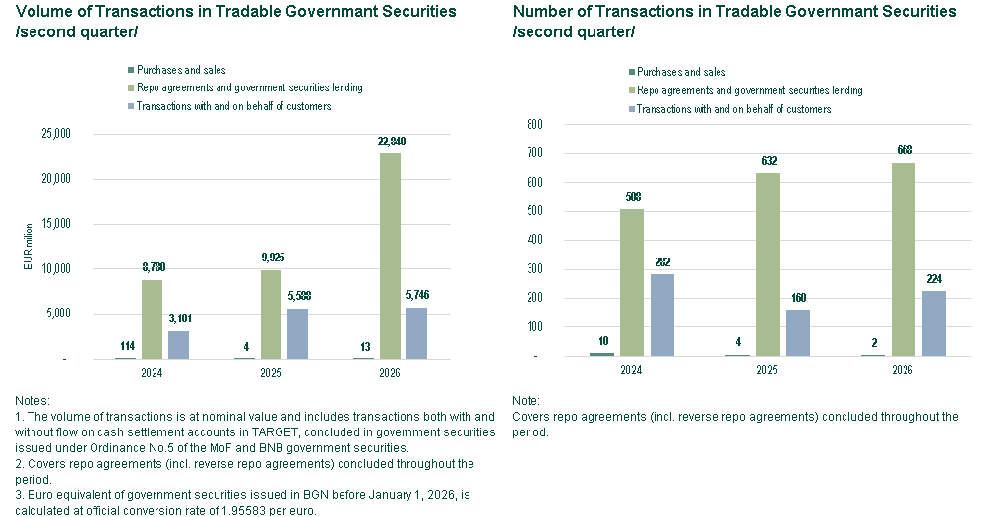 Volume of Transactions in Tradable Governmant Securities
/second quarter/
Purchases and sales
Repo agreements and government securities lending
Transactions with and on behalf of customers
EUR milion
25,000
20,000
15,000
10,000
5,000
-
114
8,780
3,101
4
9,925
5,588
13
22,840
5,746
2024
2025
2026
Notes:
1. The volume of transactions is at nominal value and includes transactions both with and
without flow on cash settlement accounts in TARGET, concluded in government securities
issued under Ordinance No.5 of the MoF and BNB government securities.
2. Covers repo agreements (incl. reverse repo agreements) concluded throughout the
period.
3. Euro equivalent of government securities issued in BGN before January 1, 2026, is
calculated at official conversion rate of 1.95583 per euro.
Number of Transactions in Tradable Governmant Securities
/second quarter/
Purchases and sales
Repo agreements and government securities lending
Transactions with and on behalf of customers
800
700
600
500
400
300
200
100
-
10
508
282
4
632
160
2
668
224
2024
2025
2026
Note:
Covers repo agreements (incl. reverse repo agreements) concluded throughout the
period.